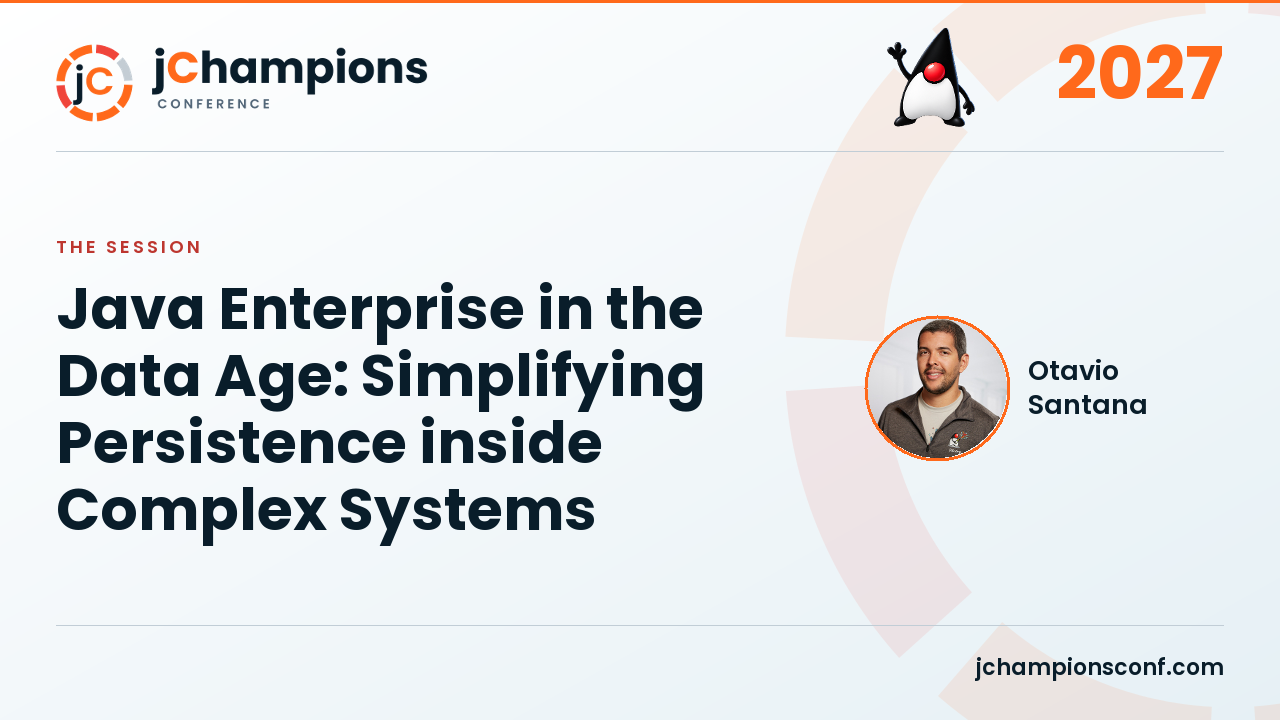 jC
jChampions
CONFERENCE
2027
THE SESSION
Java Enterprise in the
Data Age: Simplifying
Persistence inside
Complex Systems
Otavio
Santana
jchampionsconf.com